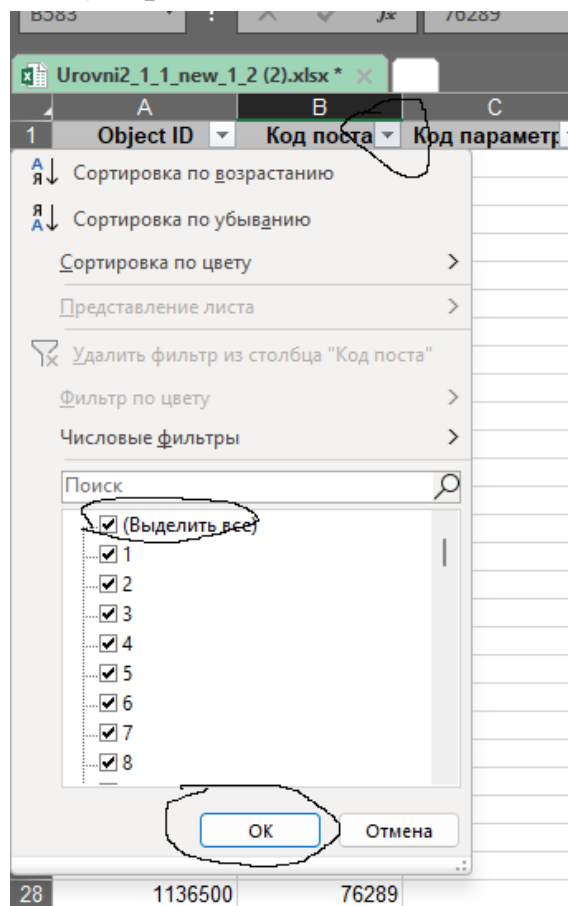 B583 76289
Urovni2_1_1_new_1_2 (2).xlsx *
A B C
1 Object ID Код поста Код параметр
Сортировка по возрастанию
Сортировка по убыванию
Сортировка по цвету
Представление листа
Удалить фильтр из столбца "Код поста"
Фильтр по цвету
Числовые фильтры
Поиск
(Выделить все)
1
2
3
4
5
6
7
8
ОК Отмена
28 1136500 76289